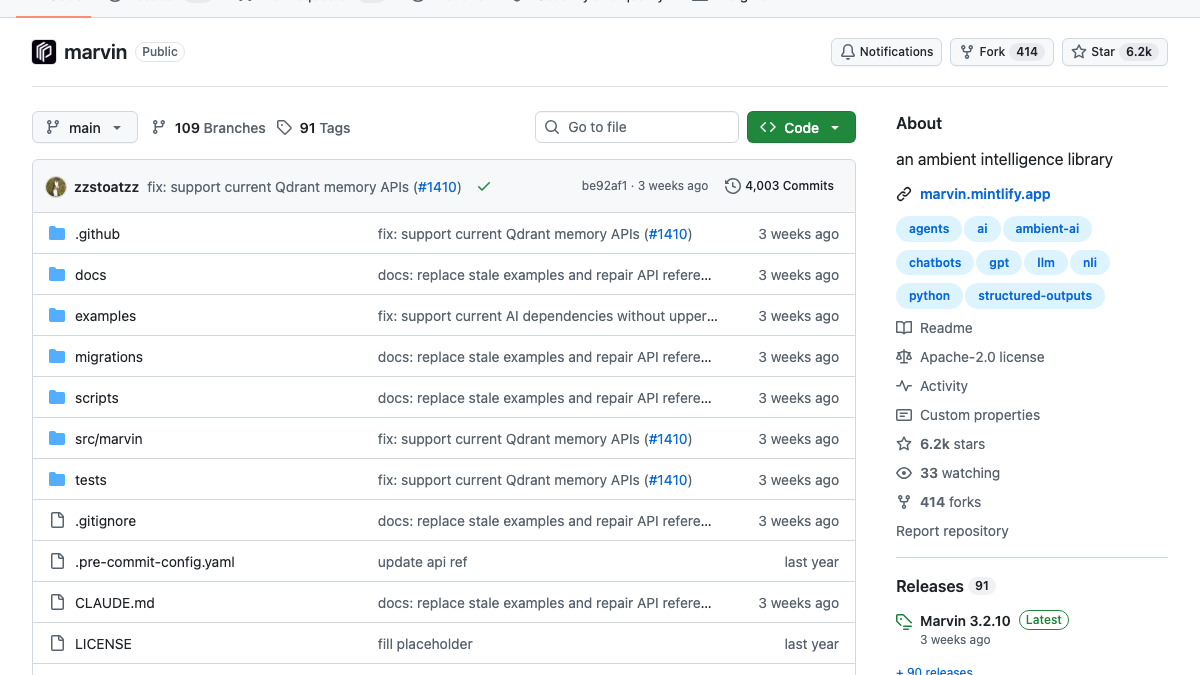 marvin Public
Notifications
Fork 414
Star 6.2k
main
109 Branches
91 Tags
Go to file
Code
zzstoatzz fix: support current Qdrant memory APIs (#1410)
be92af1 · 3 weeks ago
4,003 Commits
.github fix: support current Qdrant memory APIs (#1410) 3 weeks ago
docs docs: replace stale examples and repair API refere... 3 weeks ago
examples fix: support current AI dependencies without upper... 3 weeks ago
migrations docs: replace stale examples and repair API refere... 3 weeks ago
scripts docs: replace stale examples and repair API refere... 3 weeks ago
src/marvin fix: support current Qdrant memory APIs (#1410) 3 weeks ago
tests fix: support current Qdrant memory APIs (#1410) 3 weeks ago
.gitignore docs: replace stale examples and repair API refere... 3 weeks ago
.pre-commit-config.yaml update api ref last year
CLAUDE.md docs: replace stale examples and repair API refere... 3 weeks ago
LICENSE fill placeholder last year
About
an ambient intelligence library
marvin.mintlify.app
agents ai ambient-ai
chatbots gpt llm nli
python structured-outputs
Readme
Apache-2.0 license
Activity
Custom properties
6.2k stars
33 watching
414 forks
Report repository
Releases 91
Marvin 3.2.10 Latest
3 weeks ago
+ 90 releases